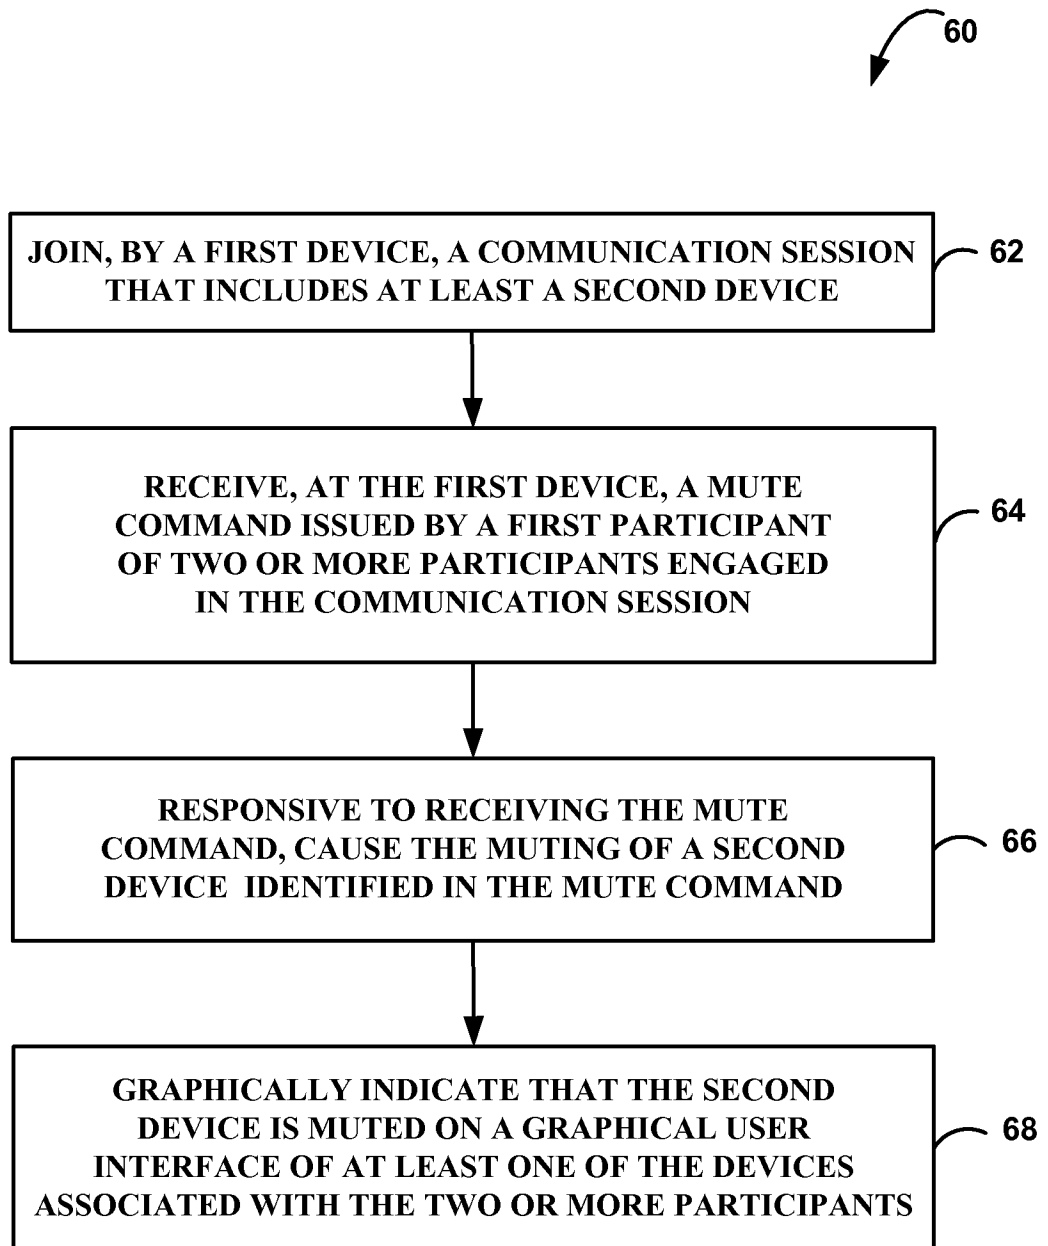 60
JOIN, BY A FIRST DEVICE, A COMMUNICATION SESSION
THAT INCLUDES AT LEAST A SECOND DEVICE
62
RECEIVE, AT THE FIRST DEVICE, A MUTE
COMMAND ISSUED BY A FIRST PARTICIPANT
OF TWO OR MORE PARTICIPANTS ENGAGED
IN THE COMMUNICATION SESSION
64
RESPONSIVE TO RECEIVING THE MUTE
COMMAND, CAUSE THE MUTING OF A SECOND
DEVICE IDENTIFIED IN THE MUTE COMMAND
66
GRAPHICALLY INDICATE THAT THE SECOND
DEVICE IS MUTED ON A GRAPHICAL USER
INTERFACE OF AT LEAST ONE OF THE DEVICES
ASSOCIATED WITH THE TWO OR MORE PARTICIPANTS
68